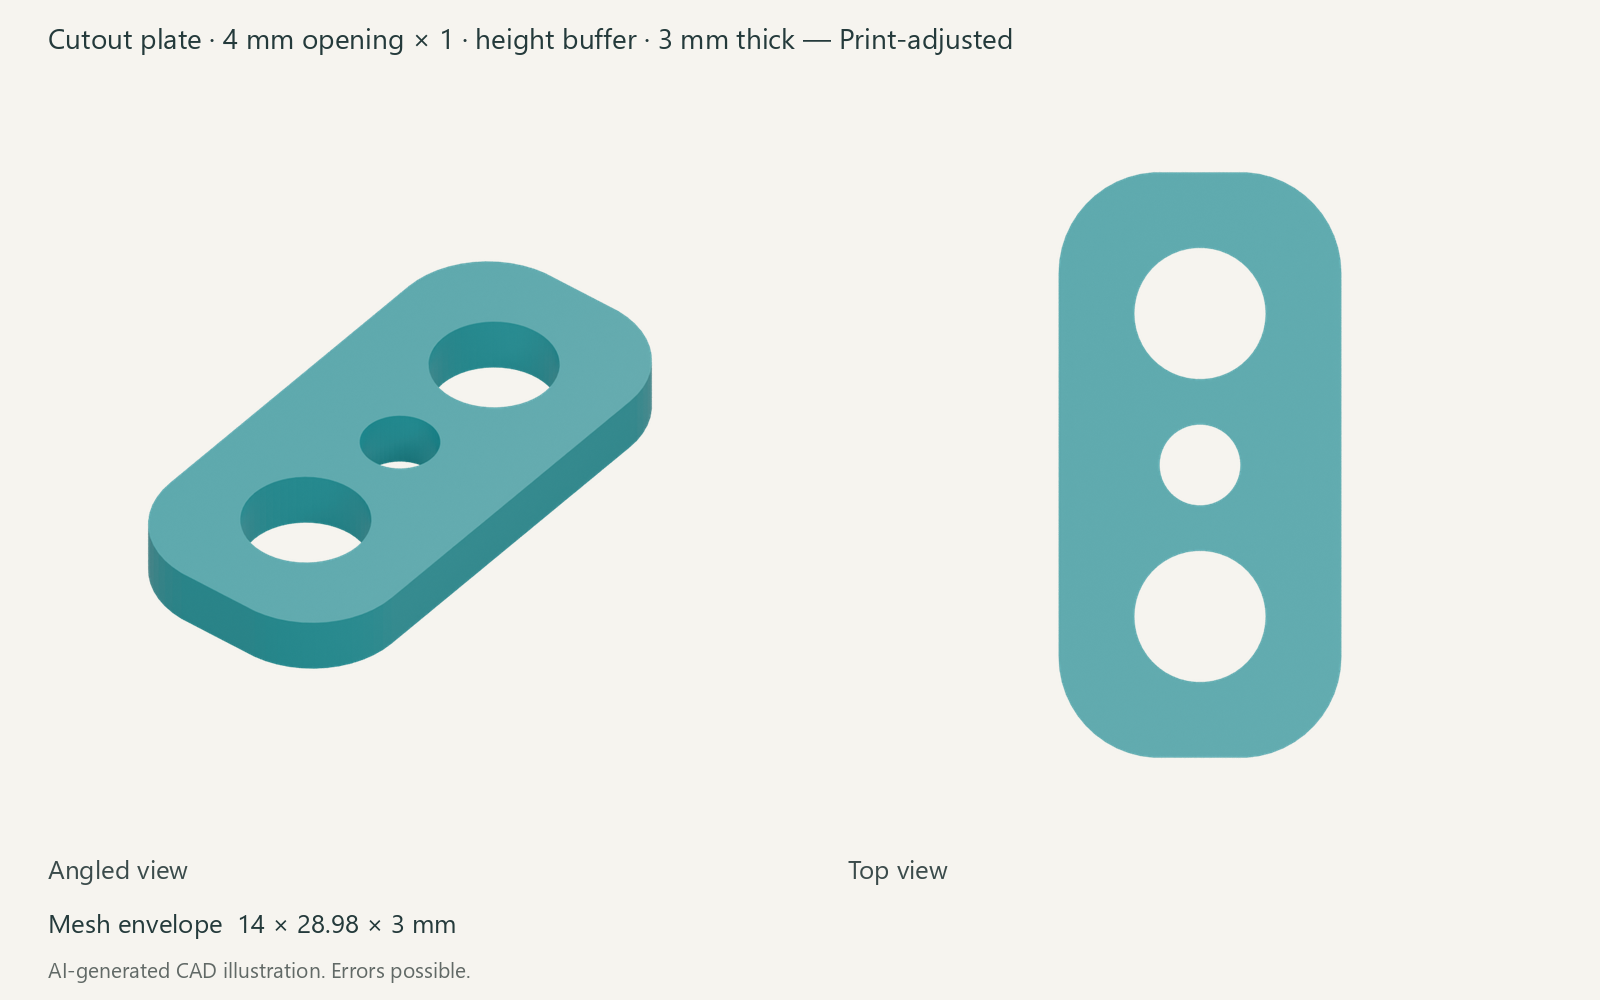 Cutout plate · 4 mm opening × 1 · height buffer · 3 mm thick — Print-adjusted
Angled view
Top view
Mesh envelope 14 × 28.98 × 3 mm
AI-generated CAD illustration. Errors possible.